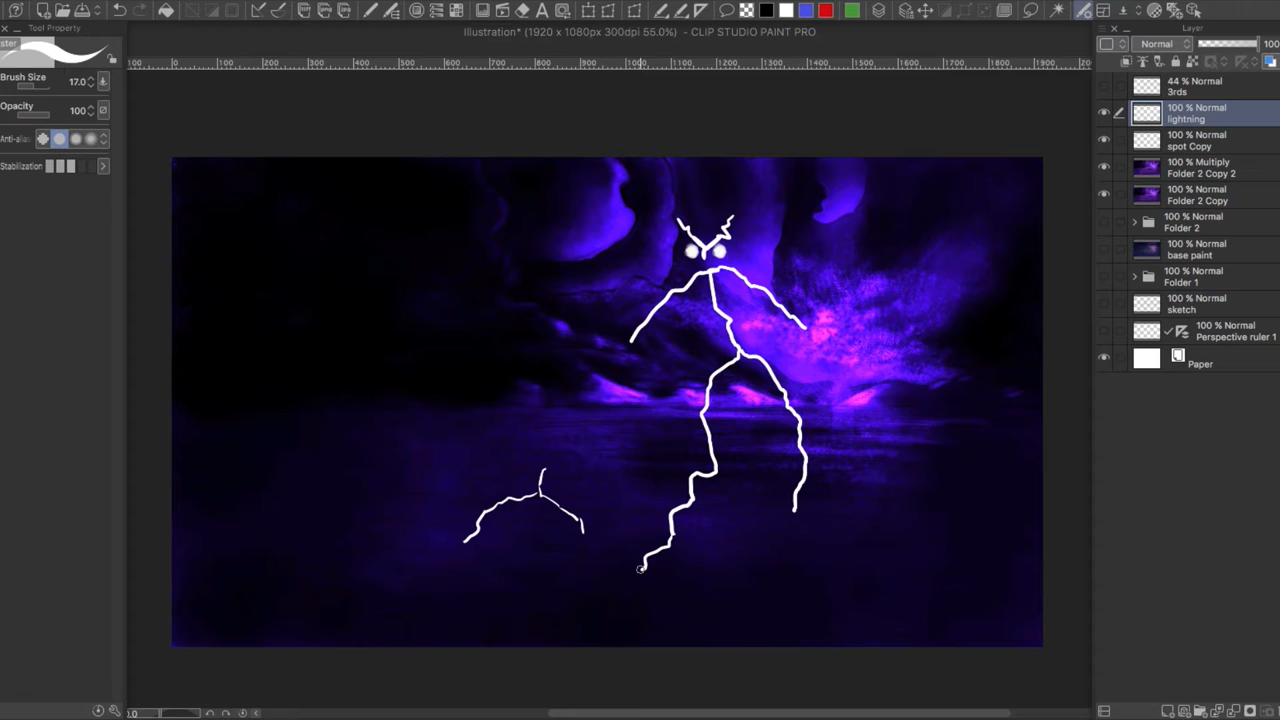 Illustration* (1920 x 1080px 300dpi 55.0%) - CLIP STUDIO PAINT PRO
Tool Property
Layer
Brush Size
17.0
Opacity
100
Anti-alias
Stabilization
100 0 100 200 300 400 500 600 700 800 900 1000 1100 1200 1300 1400 1500 1600 1700 1800 1900
Normal
100
44 % Normal
3rds
100 % Normal
lightning
100 % Normal
spot Copy
100 % Multiply
Folder 2 Copy 2
100 % Normal
Folder 2 Copy
100 % Normal
Folder 2
100 % Normal
base paint
100 % Normal
Folder 1
100 % Normal
sketch
100 % Normal
Perspective ruler 1
Paper